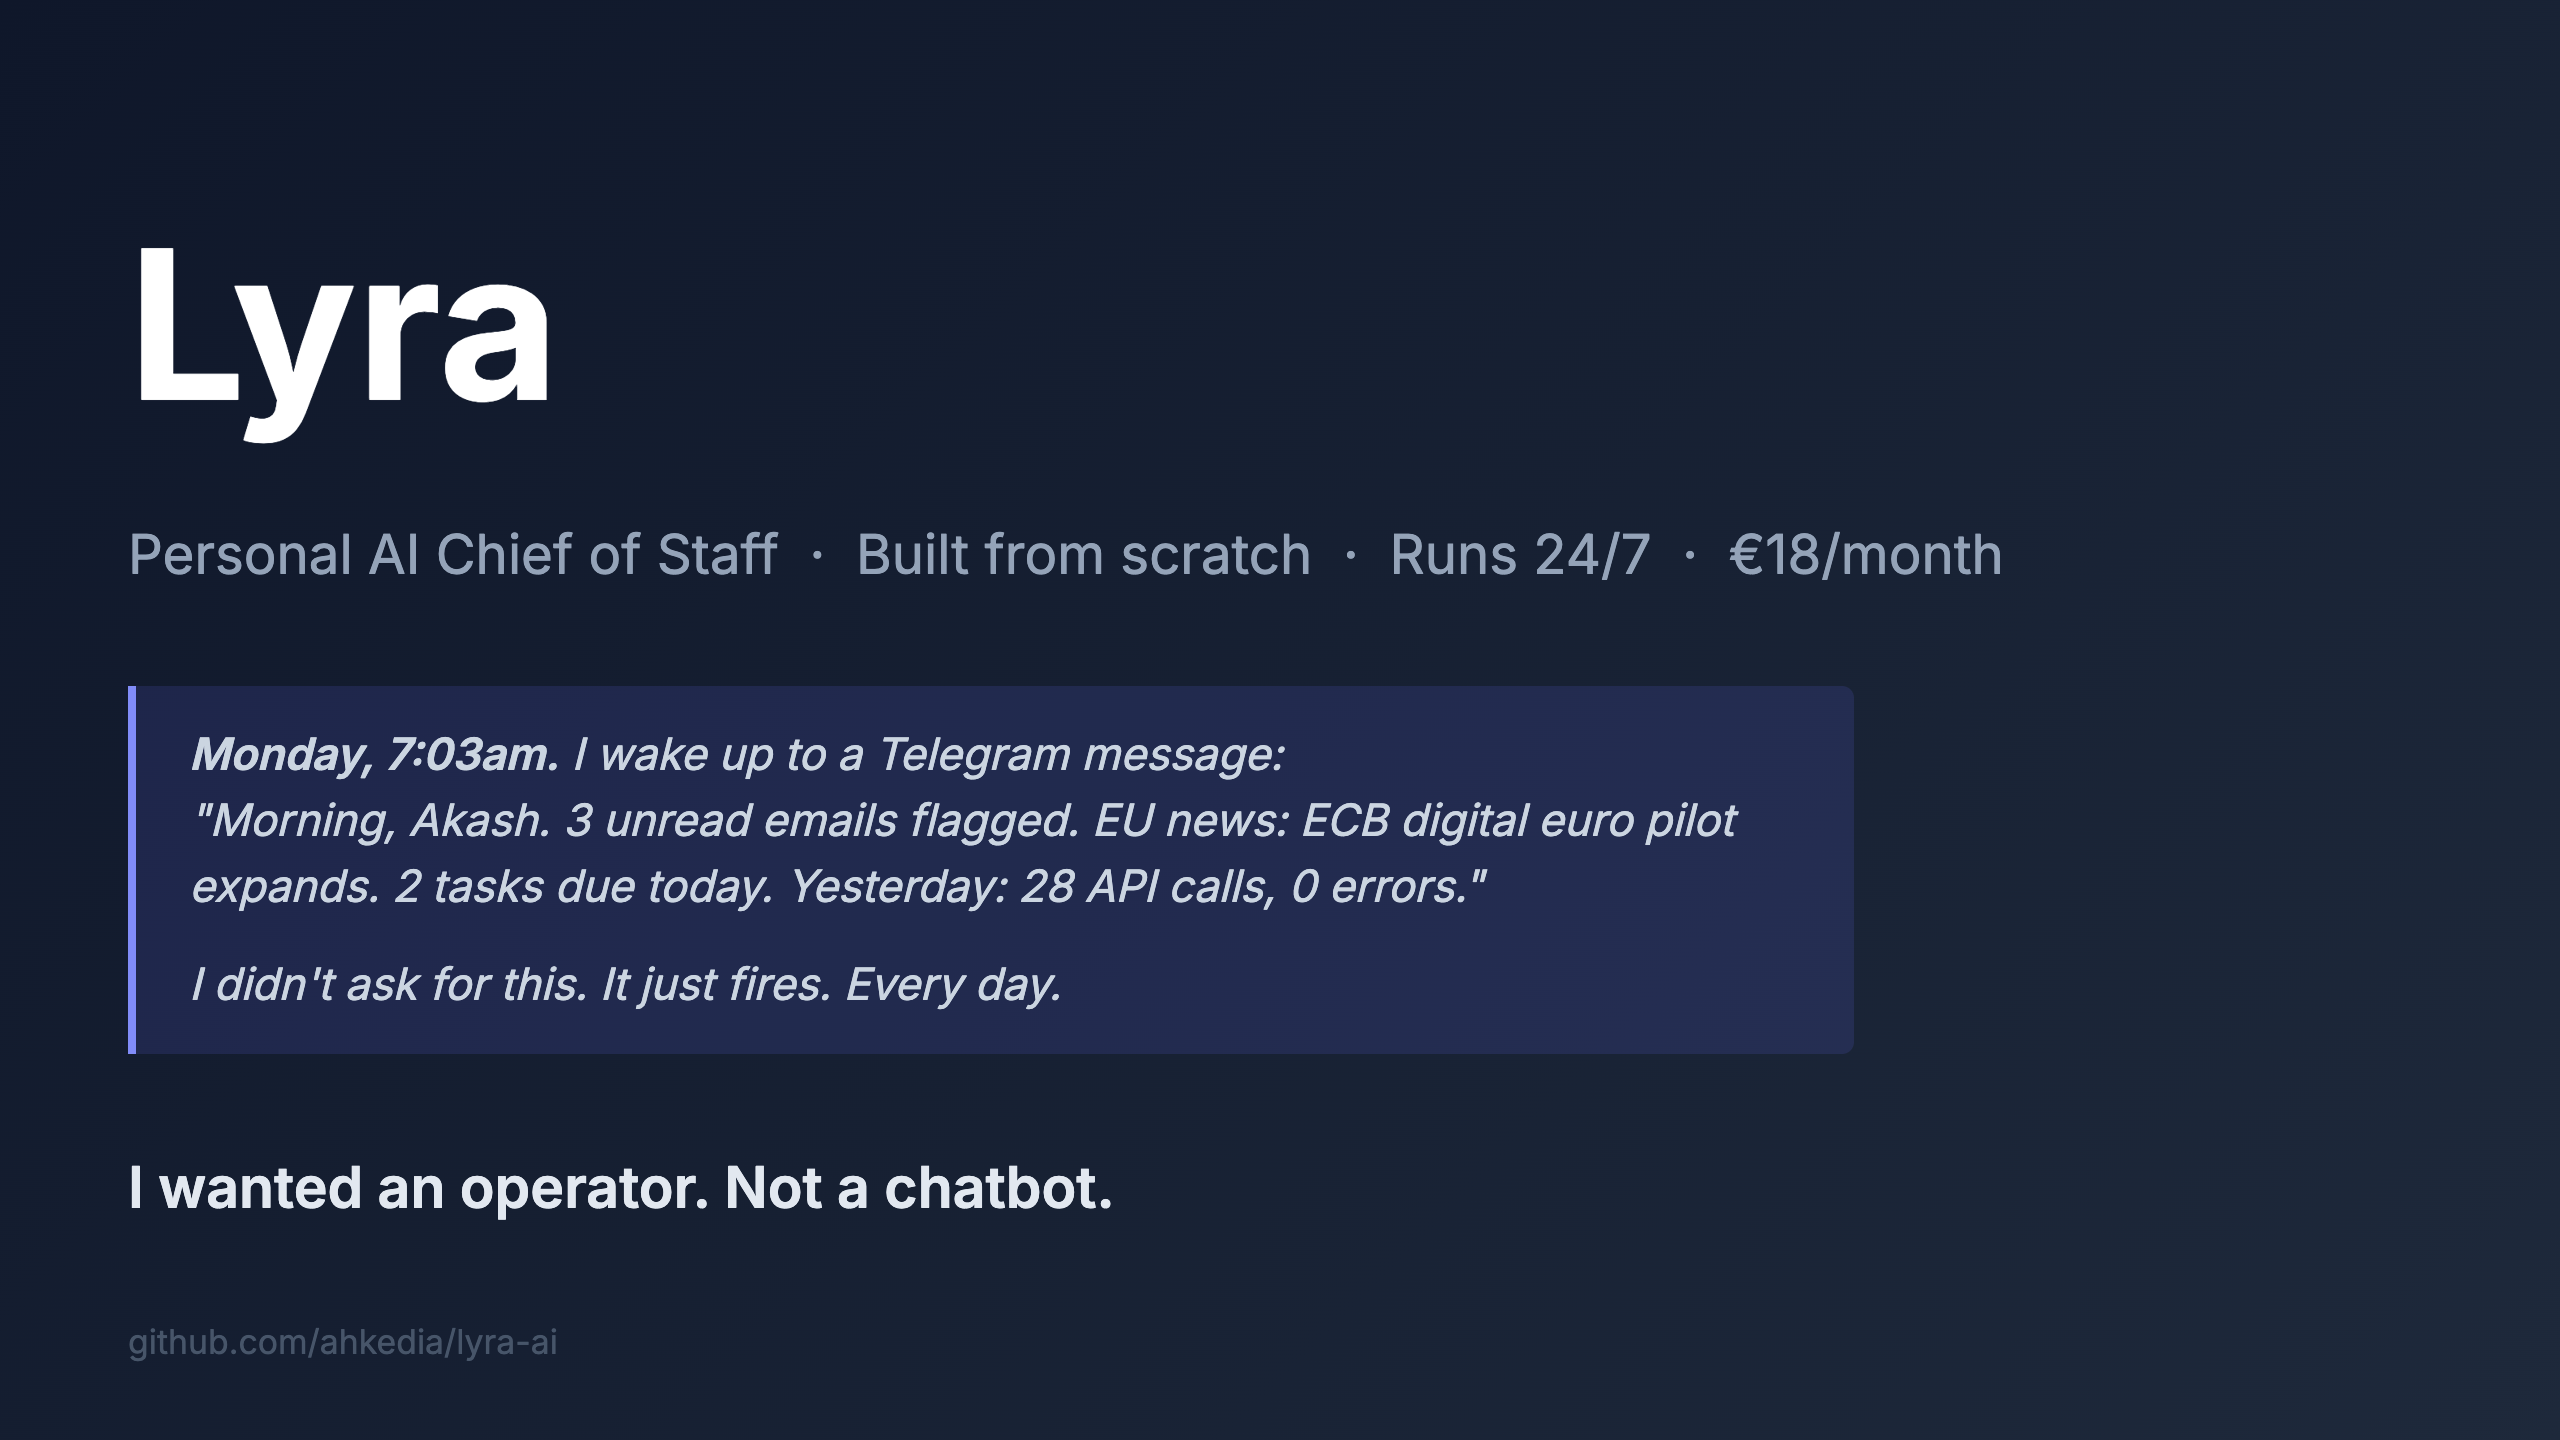 Lyra
Personal AI Chief of Staff · Built from scratch · Runs 24/7 · €18/month
Monday, 7:03am. I wake up to a Telegram message:
"Morning, Akash. 3 unread emails flagged. EU news: ECB digital euro pilot
expands. 2 tasks due today. Yesterday: 28 API calls, 0 errors."
I didn't ask for this. It just fires. Every day.
I wanted an operator. Not a chatbot.
github.com/ahkedia/lyra-ai